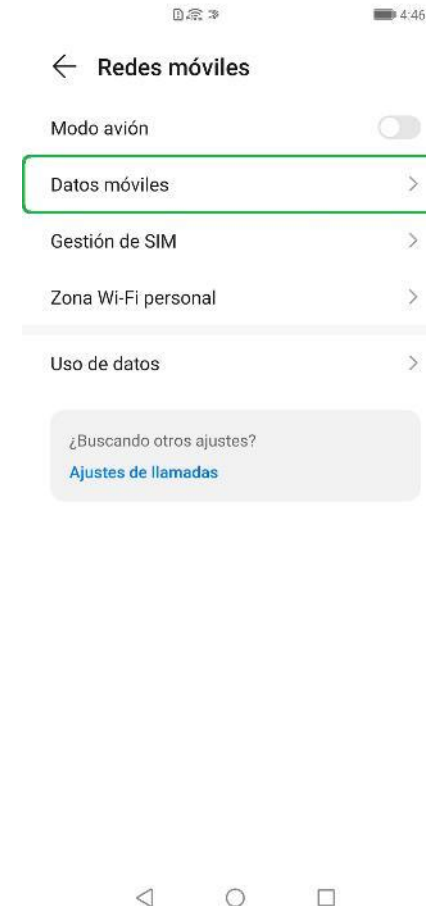 4:46
Redes móviles
Modo avión
Datos móviles
Gestión de SIM
Zona Wi-Fi personal
Uso de datos
¿Buscando otros ajustes?
Ajustes de llamadas